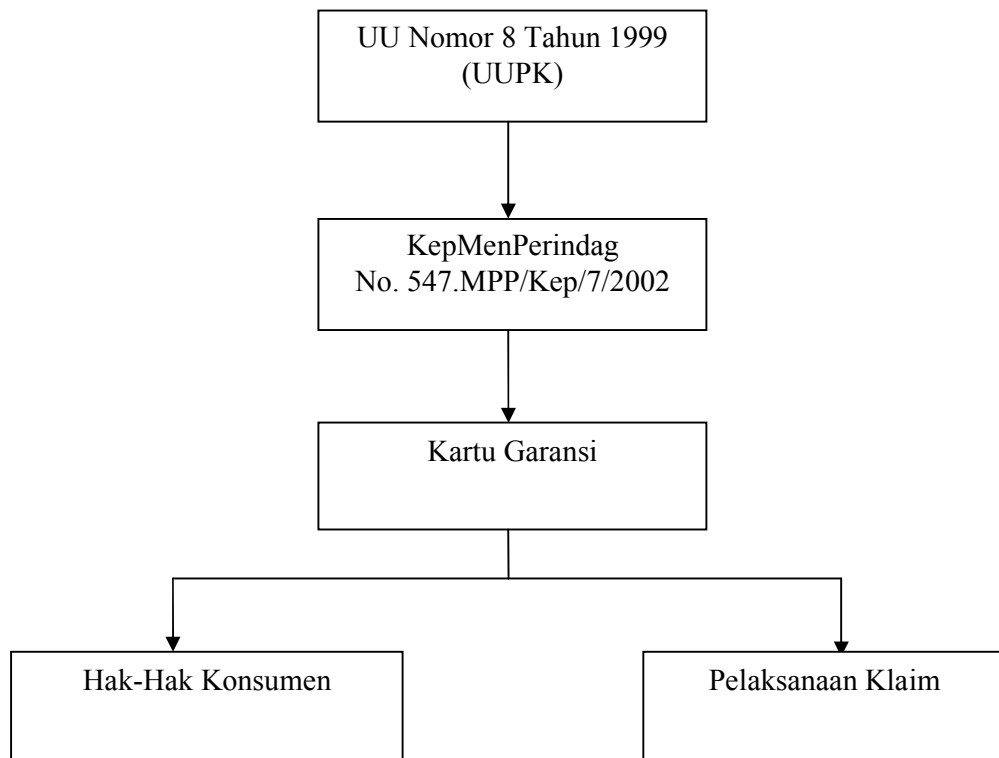 UU Nomor 8 Tahun 1999
(UUPK)
KepMenPerindag
No. 547.MPP/Kep/7/2002
Kartu Garansi
Hak-Hak Konsumen
Pelaksanaan Klaim